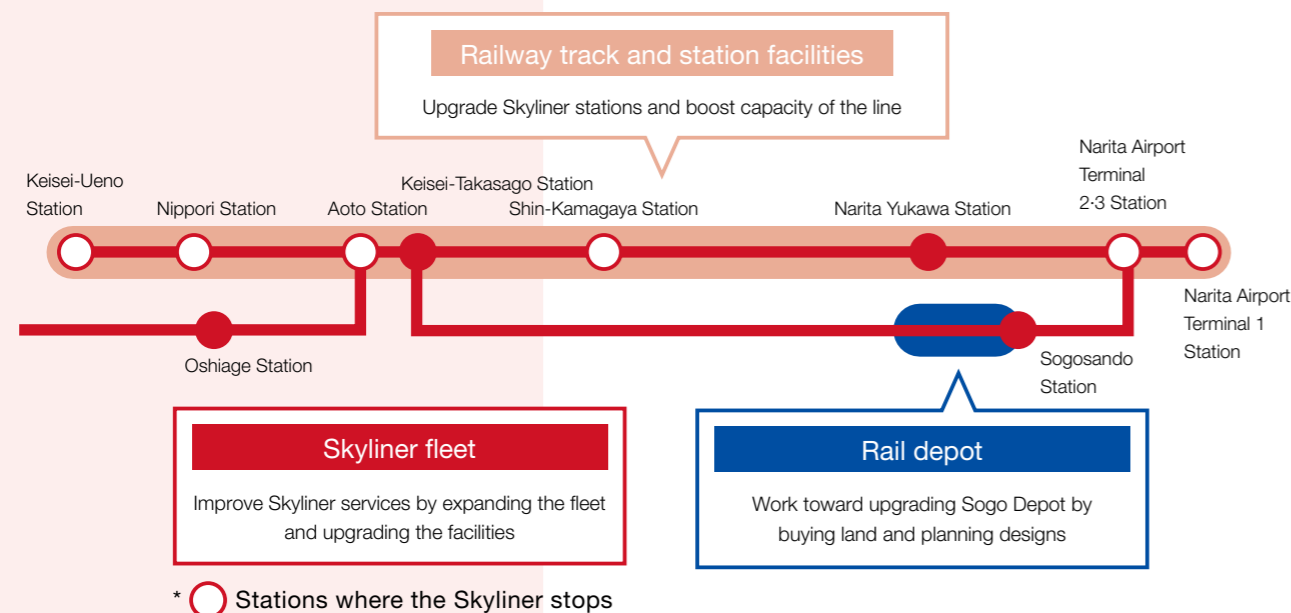 Railway track and station facilities
Upgrade Skyliner stations and boost capacity of the line
Keisei-Ueno
Station
Nippori Station
Aoto Station
Keisei-Takasago Station
Shin-Kamagaya Station
Narita Yukawa Station
Narita Airport
Terminal
2-3 Station
Narita Airport
Terminal 1
Station
Oshiage Station
Sogosando
Station
Skyliner fleet
Improve Skyliner services by expanding the fleet
and upgrading the facilities
Rail depot
Work toward upgrading Sogo Depot by
buying land and planning designs
* Stations where the Skyliner stops